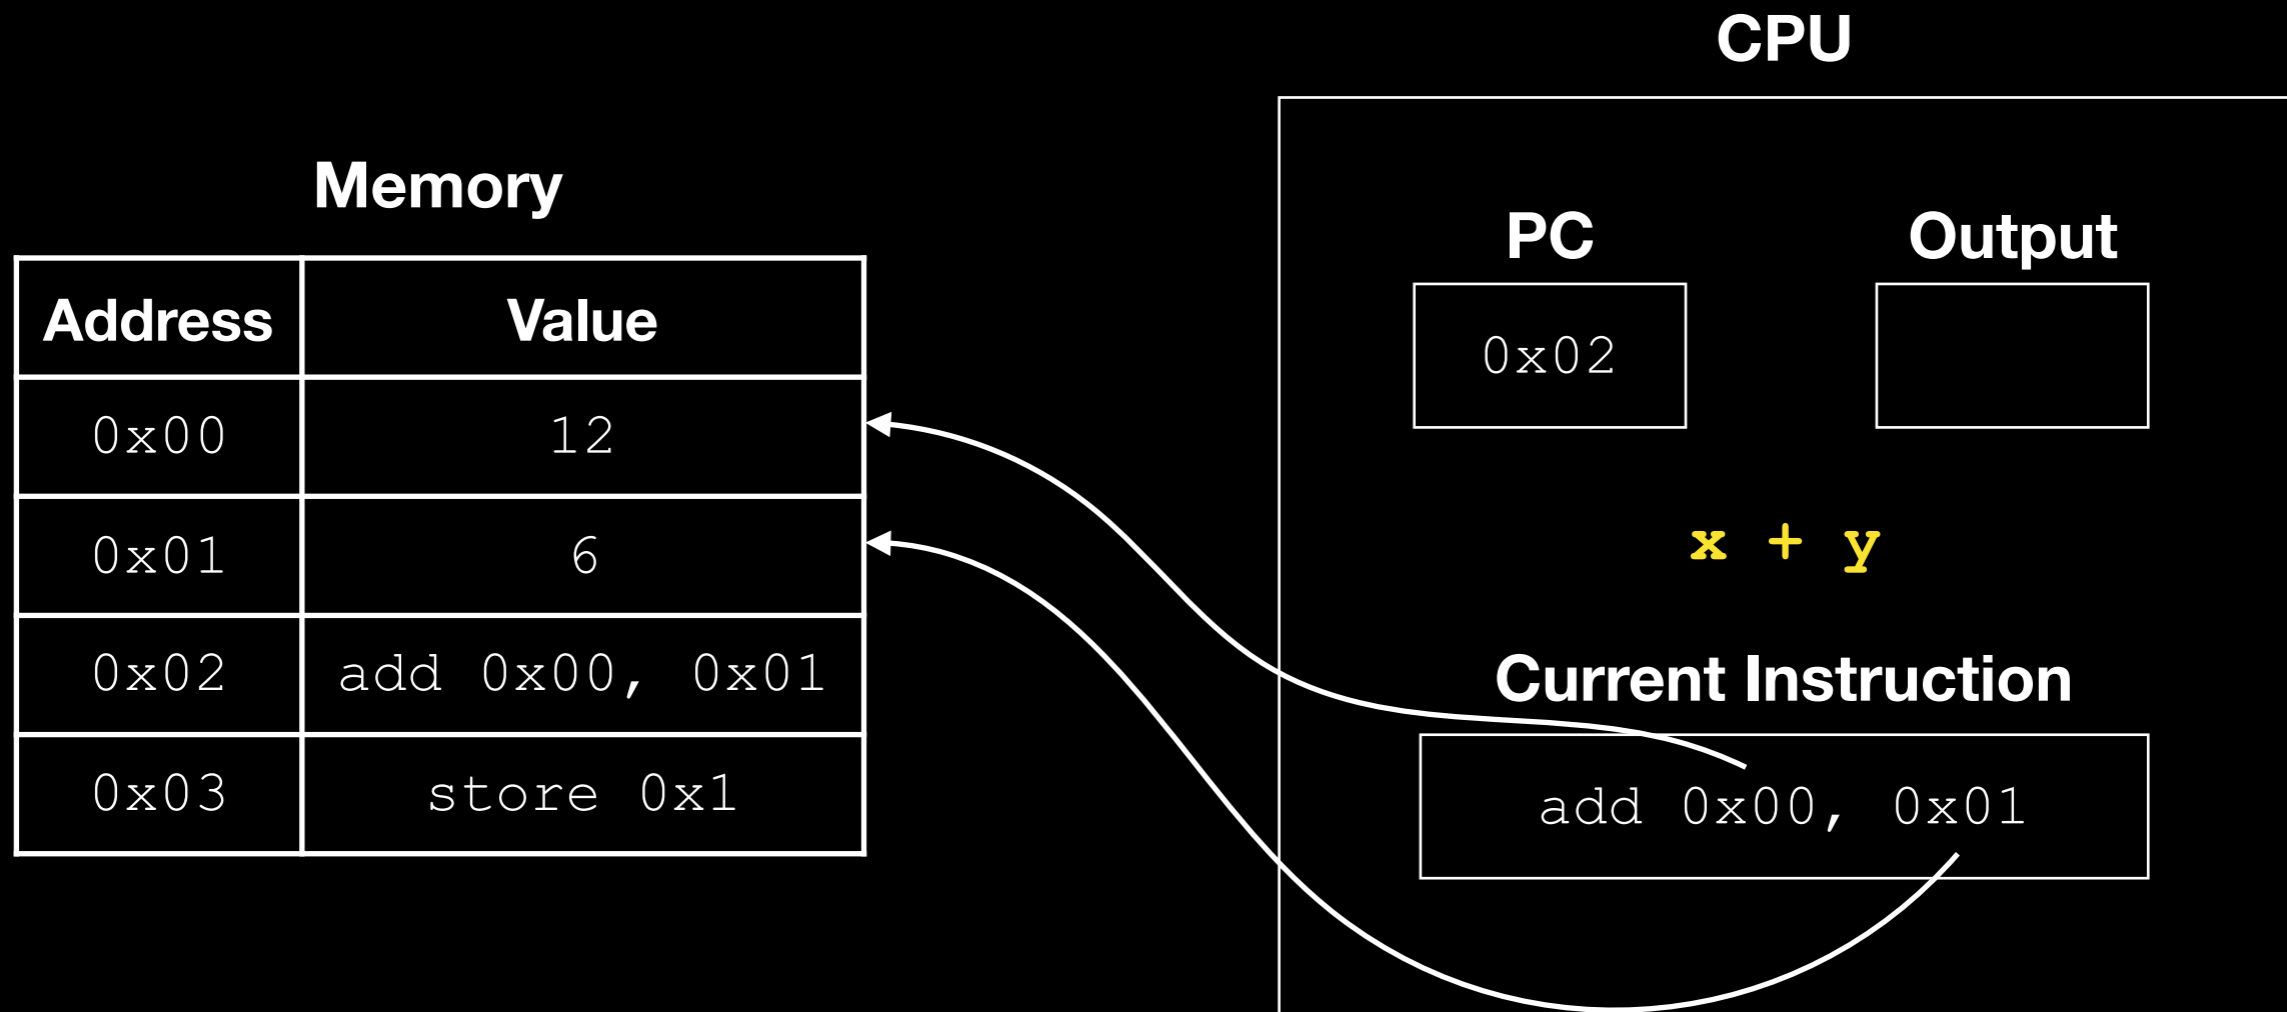 CPU
Memory
PC
Output
Address Value
0x02
0x00 12
0x01 6
x + y
0x02 add 0x00, 0x01
Current Instruction
0x03 store 0x1
add 0x00, 0x01